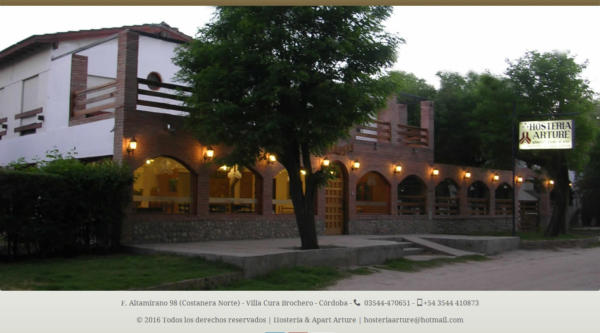 HOSTERIA
ARTURE
F. Altamirano 98 (Costanera Norte) - Villa Cura Brochero - Córdoba - 03544-470651 - +54 3544 410873
© 2016 Todos los derechos reservados | Hosteria & Apart Arture | hosteriaarture@hotmail.com